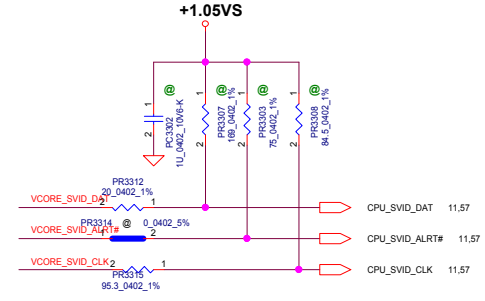 +1.05VS
@ @ @ @
1 1 1 1
PC3302
1U_0402_10V6-K
2
PR3307
169_0402_1%
2
PR3303
75_0402_1%
2
PR3308
84.5_0402_1%
2
PR3312
20_0402_1%
VCORE_SVID_DAT 2 1 CPU_SVID_DAT 11,57
PR3314 @ 0_0402_5%
VCORE_SVID_ALRT# 1 2 CPU_SVID_ALRT# 11,57
VCORE_SVID_CLK 2 1 CPU_SVID_CLK 11,57
PR3315
95.3_0402_1%